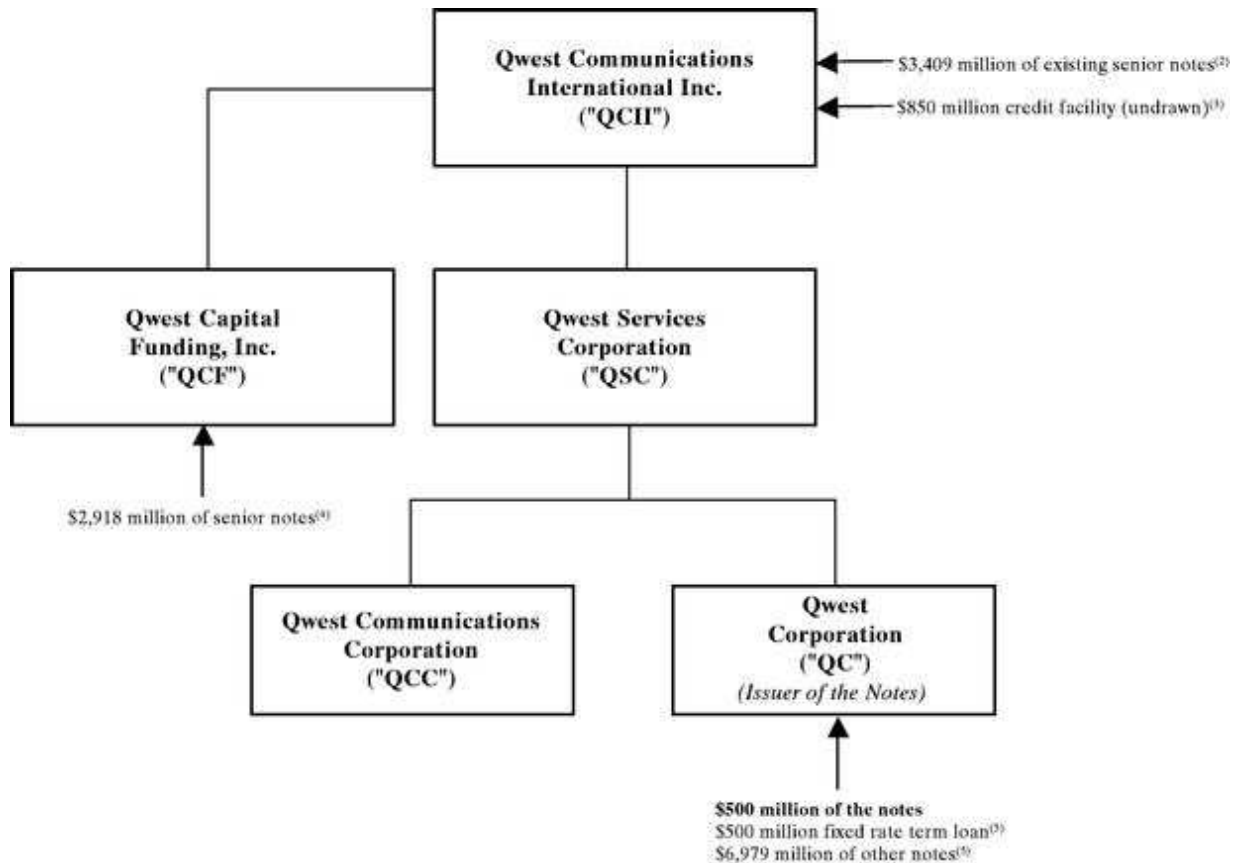 Qwest Communications
International Inc.
("QCII")
$3,409 million of existing senior notes(2)
$850 million credit facility (undrawn)(3)
Qwest Capital
Funding, Inc.
("QCF")
Qwest Services
Corporation
("QSC")
$2,918 million of senior notes(4)
Qwest Communications
Corporation
("QCC")
Qwest
Corporation
("QC")
(Issuer of the Notes)
$500 million of the notes
$500 million fixed rate term loan(5)
$6,979 million of other notes(5)